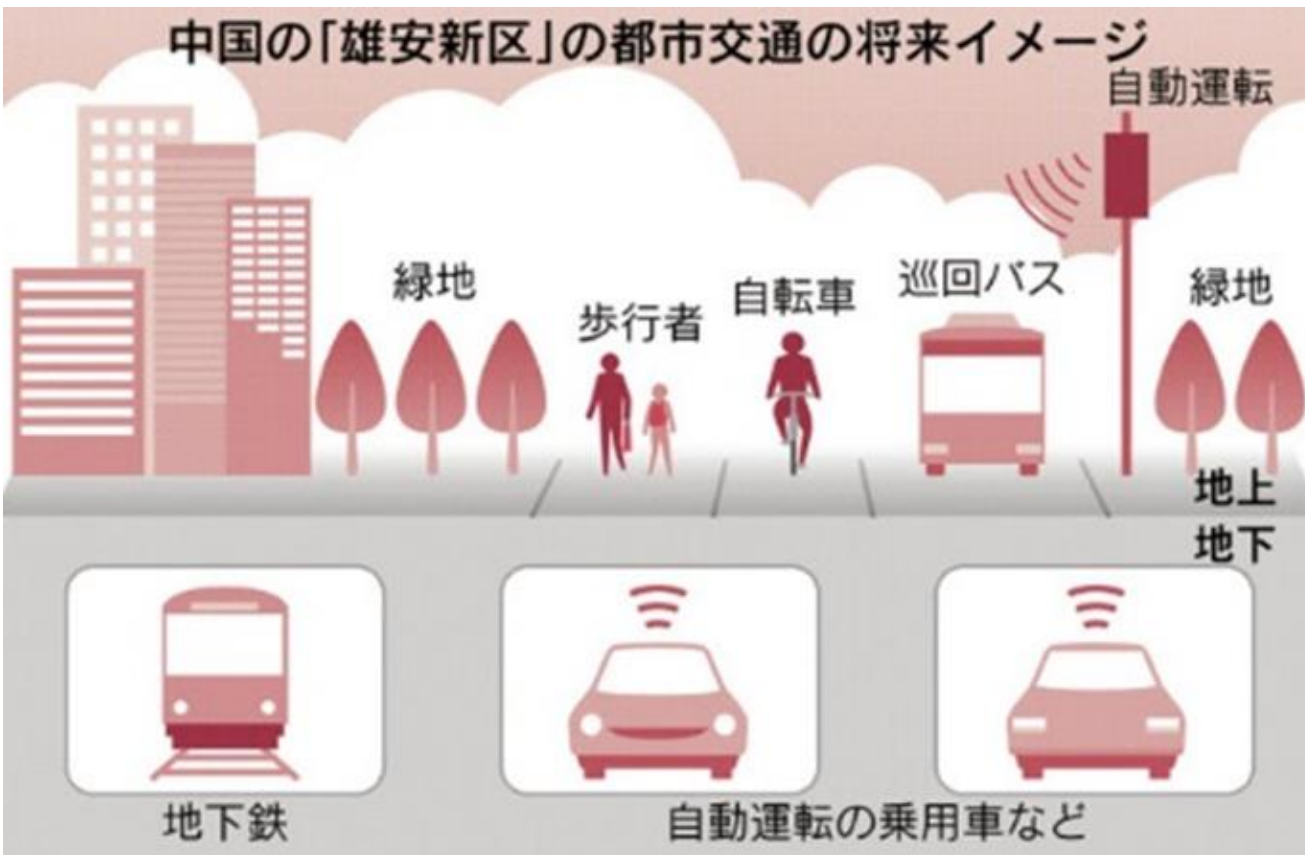 中国の｢雄安新区｣の都市交通の将来イメージ
自動運転
緑地
歩行者
自転車
巡回バス
緑地
地上
地下
地下鉄
自動運転の乗用車など